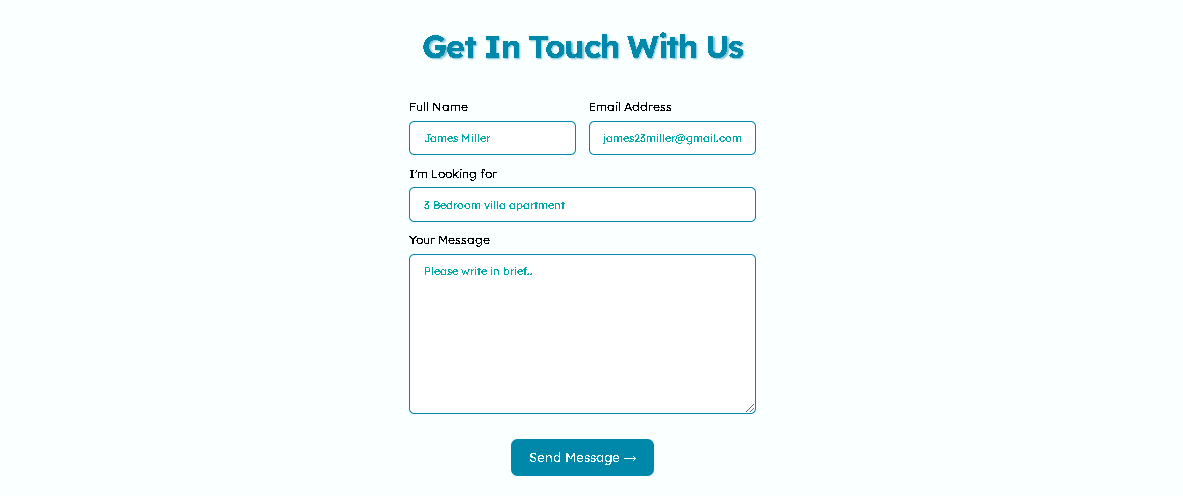 Get In Touch With Us
Full Name Email Address
James Miller james23miller@gmail.com
I'm Looking for
3 Bedroom villa apartment
Your Message
Please write in brief..
Send Message →